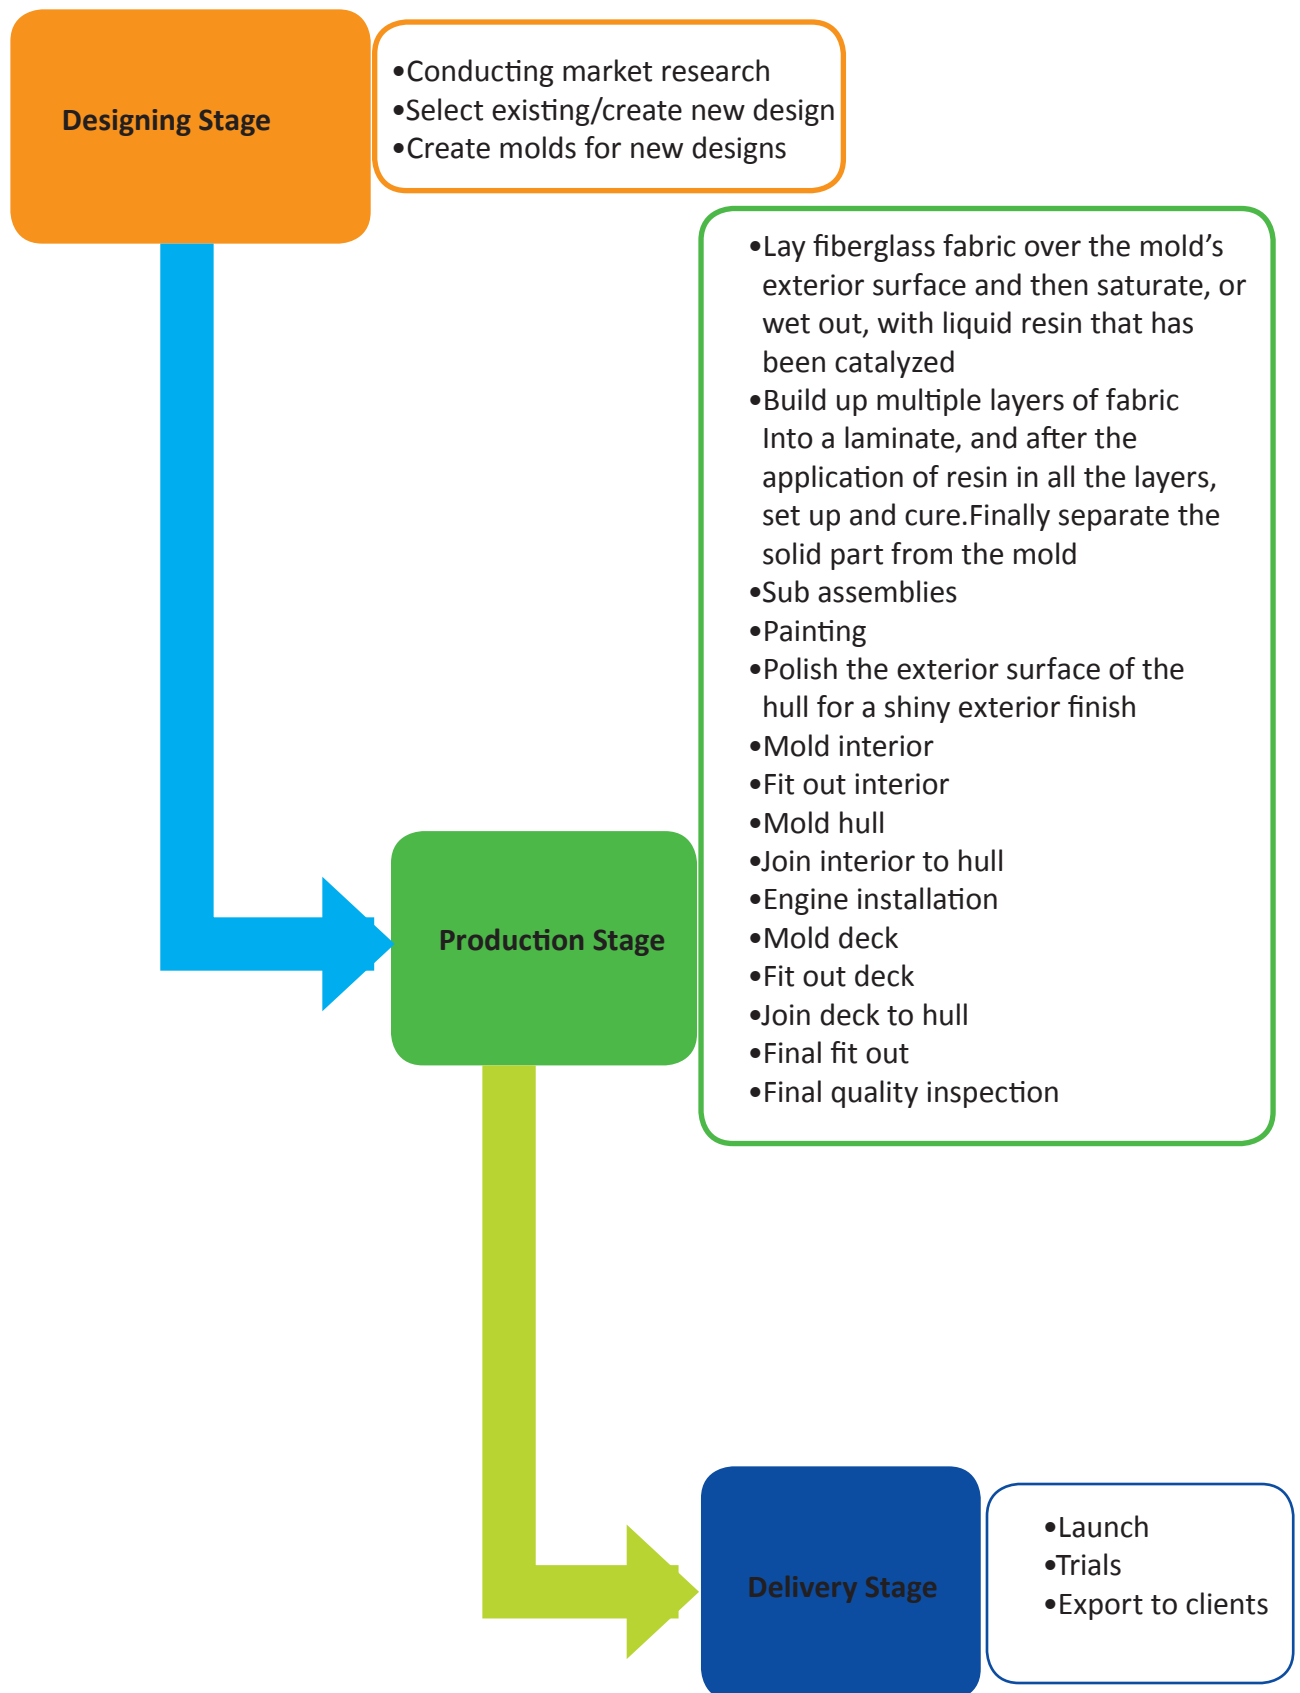 Designing Stage
•Conducting market research
•Select existing/create new design
•Create molds for new designs
•Lay fiberglass fabric over the mold’s
exterior surface and then saturate, or
wet out, with liquid resin that has
been catalyzed
•Build up multiple layers of fabric
Into a laminate, and after the
application of resin in all the layers,
set up and cure.Finally separate the
solid part from the mold
•Sub assemblies
•Painting
•Polish the exterior surface of the
hull for a shiny exterior finish
•Mold interior
•Fit out interior
•Mold hull
•Join interior to hull
•Engine installation
•Mold deck
•Fit out deck
•Join deck to hull
•Final fit out
•Final quality inspection
Production Stage
Delivery Stage
•Launch
•Trials
•Export to clients